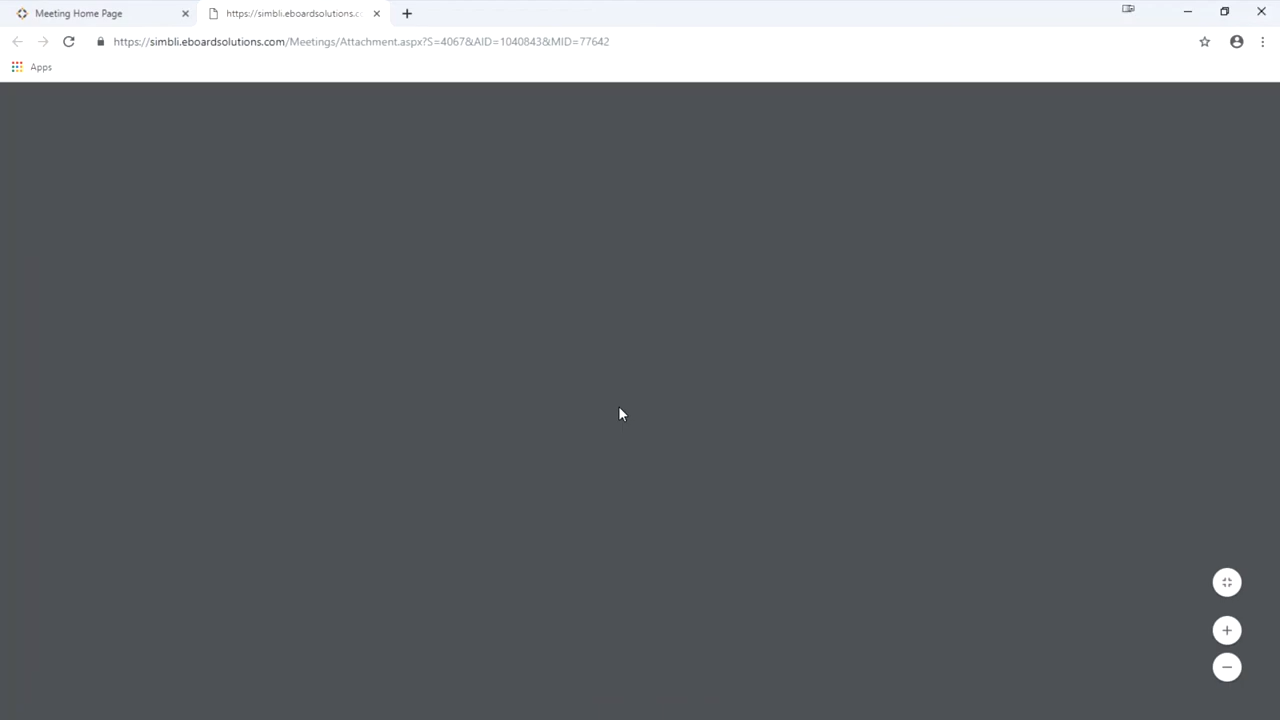 Meeting Home Page
https://simbli.eboardsolutions.c
https://simbli.eboardsolutions.com/Meetings/Attachment.aspx?S=4067&AID=1040843&MID=77642
Apps